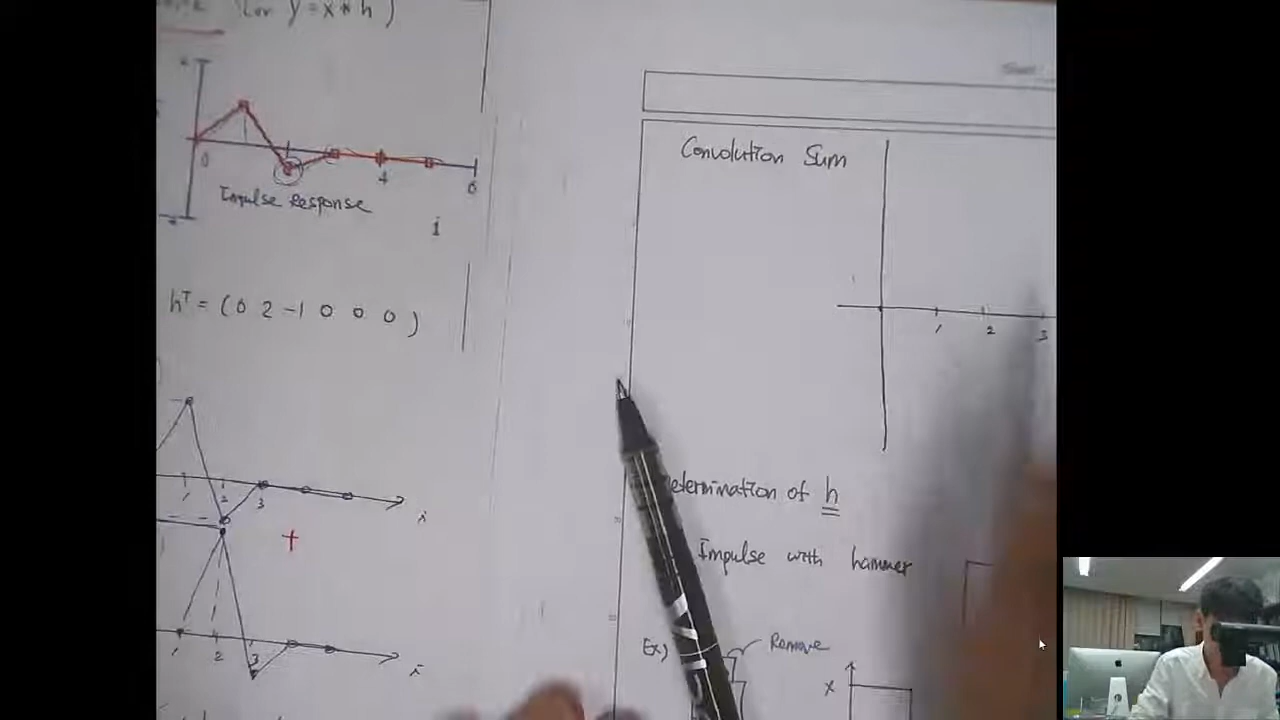 y = x * h )
0
4
6
Impulse Response
i
hᵀ = ( 0 2 -1 0 0 0 )
1 2 3
i
+
1 2 3
i
Convolution Sum
1 2 3
Determination of h
Impulse with hammer
Ex) Remove
x